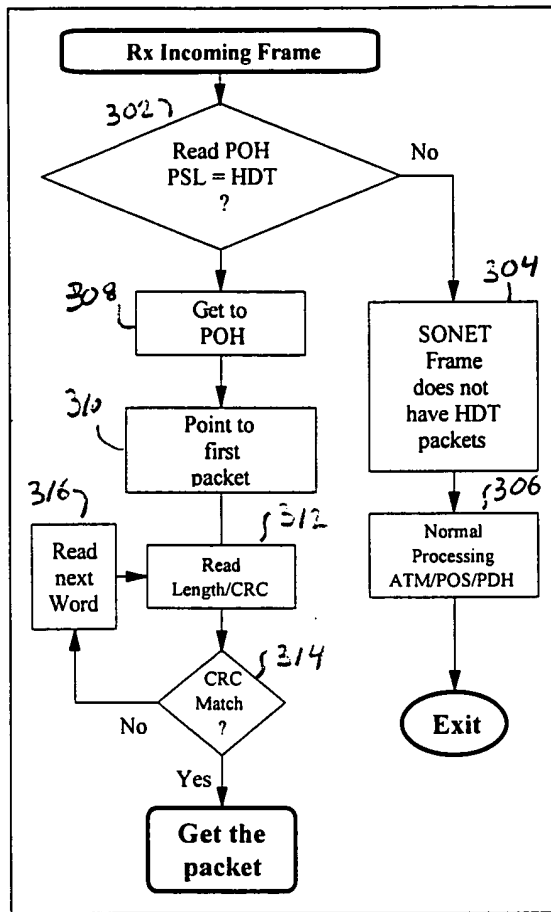 Rx Incoming Frame
302
Read POH
PSL = HDT
?
No
308
Get to
POH
304
SONET
Frame
does not
have HDT
packets
310
Point to
first
packet
316
312
306
Read
next
Word
Read
Length/CRC
Normal
Processing
ATM/POS/PDH
314
CRC
Match
?
No
Exit
Yes
Get the
packet